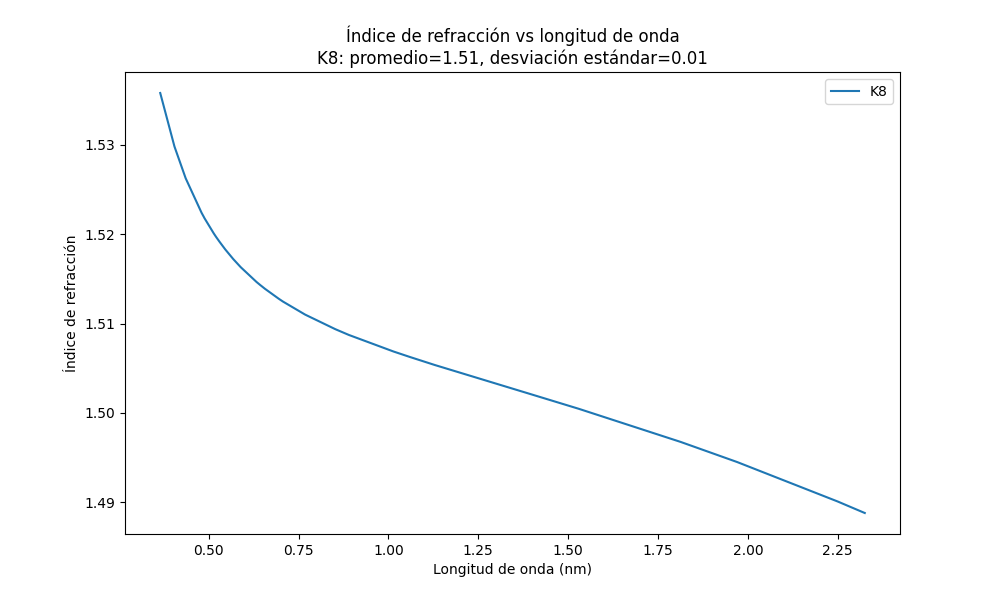 Índice de refracción vs longitud de onda
K8: promedio=1.51, desviación estándar=0.01
K8
1.53
1.52
1.51
1.50
1.49
Índice de refracción
0.50 0.75 1.00 1.25 1.50 1.75 2.00 2.25
Longitud de onda (nm)